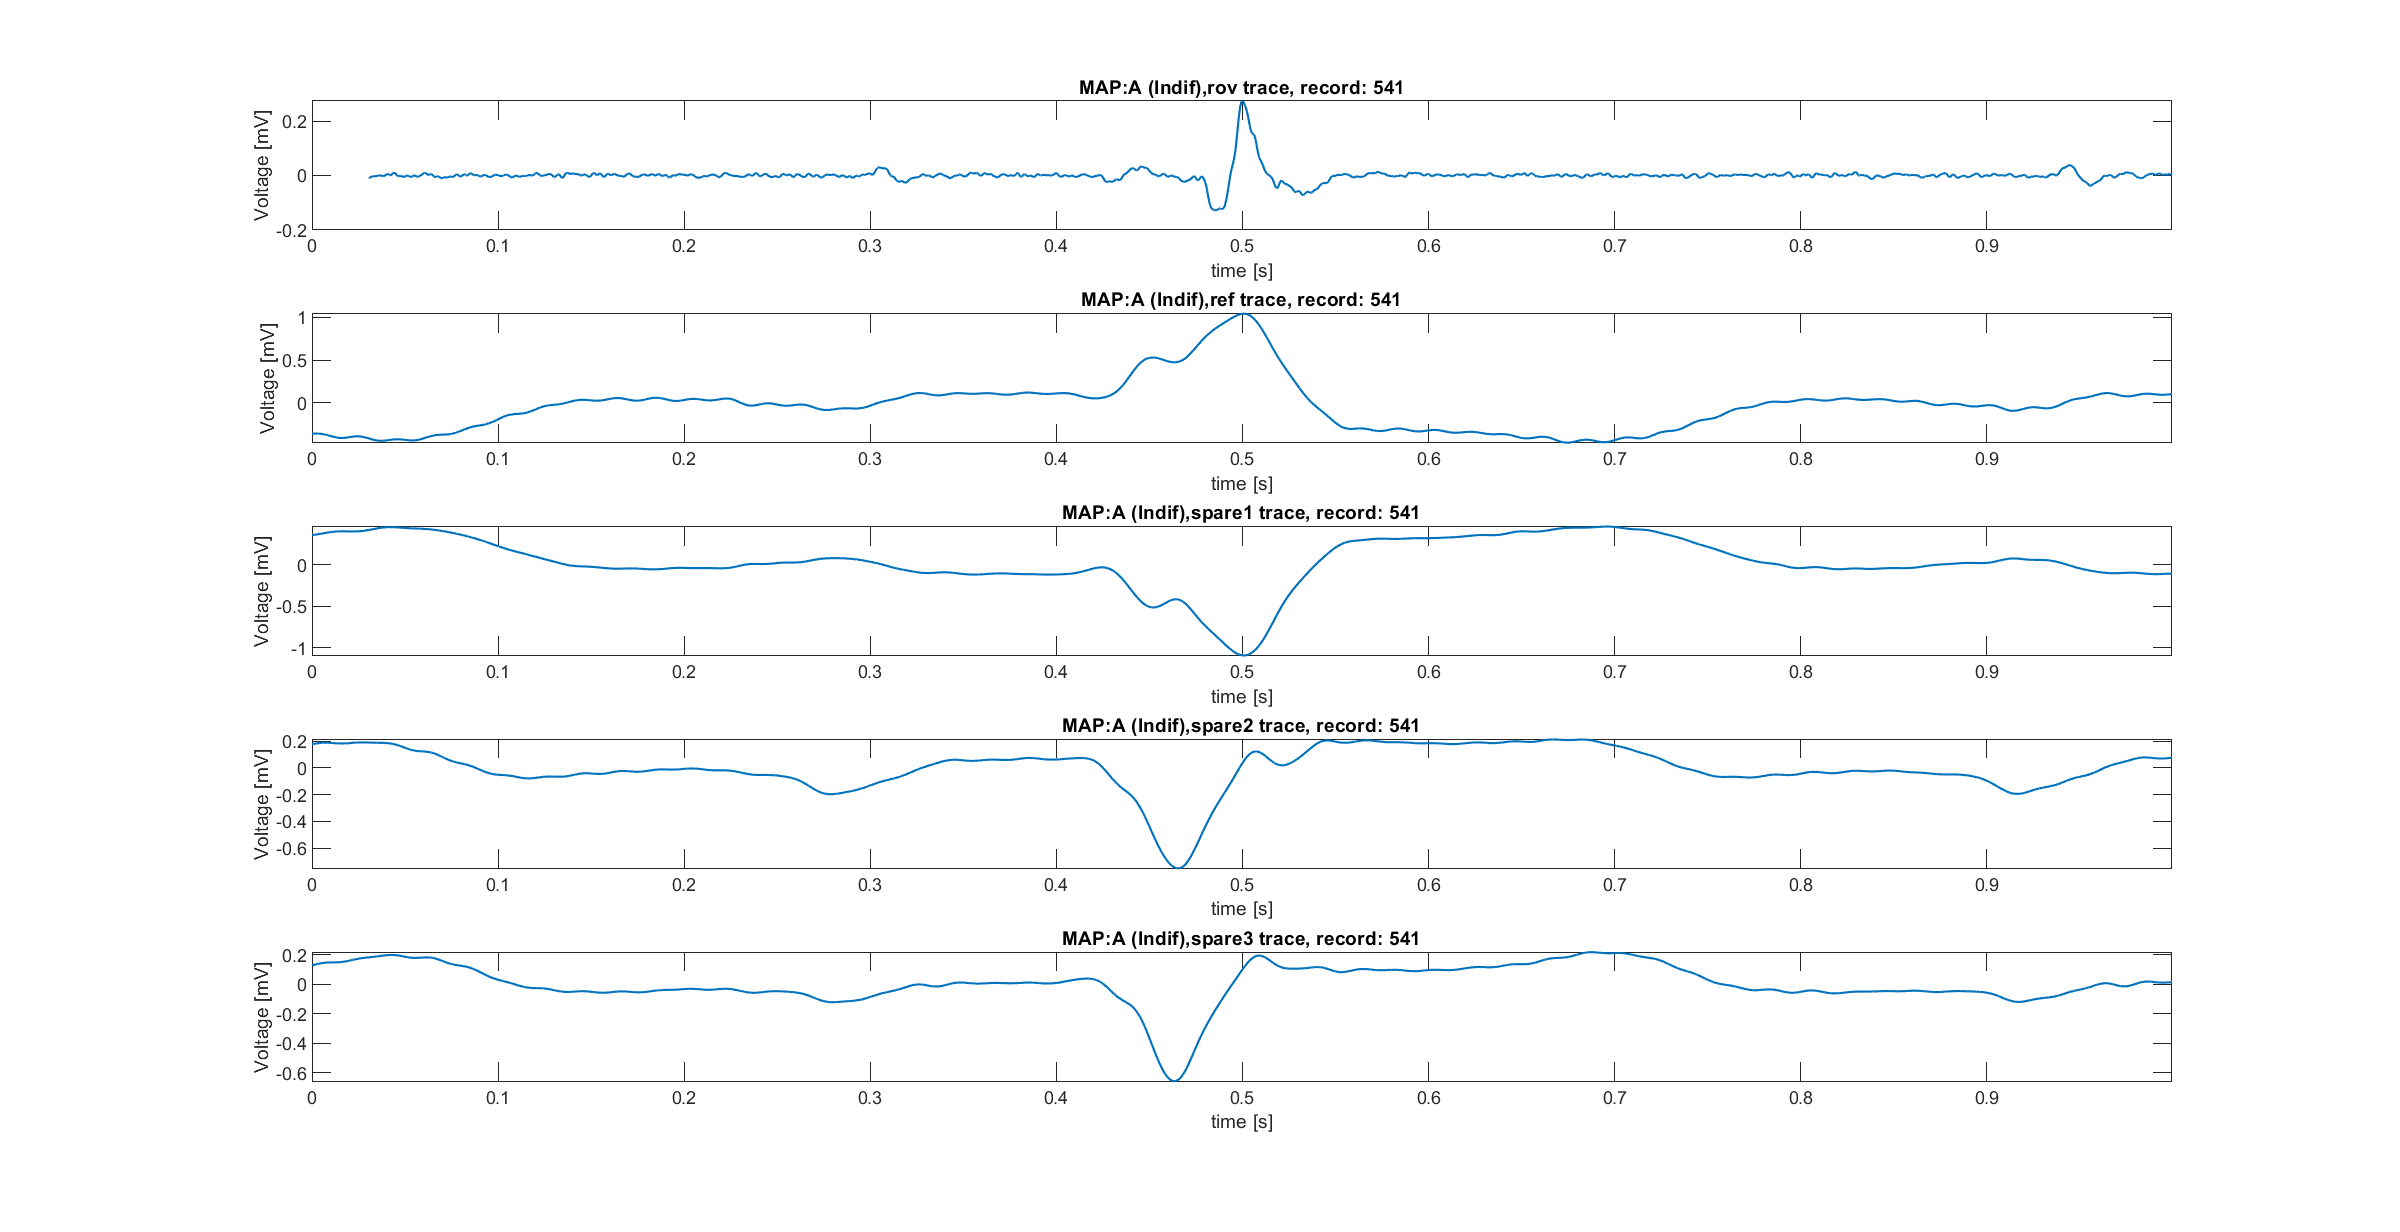 MAP:A (Indif),rov trace, record: 541
Voltage [mV]
0.2
0
-0.2
0 0.1 0.2 0.3 0.4 0.5 0.6 0.7 0.8 0.9
time [s]
MAP:A (Indif),ref trace, record: 541
Voltage [mV]
1
0.5
0
0 0.1 0.2 0.3 0.4 0.5 0.6 0.7 0.8 0.9
time [s]
MAP:A (Indif),spare1 trace, record: 541
Voltage [mV]
0
-0.5
-1
0 0.1 0.2 0.3 0.4 0.5 0.6 0.7 0.8 0.9
time [s]
MAP:A (Indif),spare2 trace, record: 541
Voltage [mV]
0.2
0
-0.2
-0.4
-0.6
0 0.1 0.2 0.3 0.4 0.5 0.6 0.7 0.8 0.9
time [s]
MAP:A (Indif),spare3 trace, record: 541
Voltage [mV]
0.2
0
-0.2
-0.4
-0.6
0 0.1 0.2 0.3 0.4 0.5 0.6 0.7 0.8 0.9
time [s]